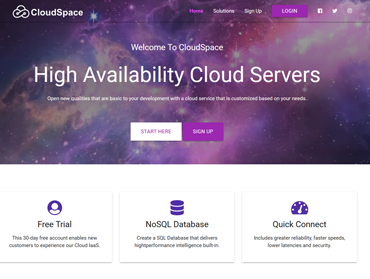 CloudSpace
Home Solutions Sign Up LOGIN
Welcome To CloudSpace
High Availability Cloud Servers
Open new qualities that are basic to your development with a cloud service that is customized based on your needs.
START HERE SIGN UP
Free Trial
This 30-day free account enables new
customers to experience our Cloud IaaS.
NoSQL Database
Create a SQL Database that delivers
hightperformance intelligence built-in.
Quick Connect
Includes greater reliability, faster speeds,
lower latencies and security.